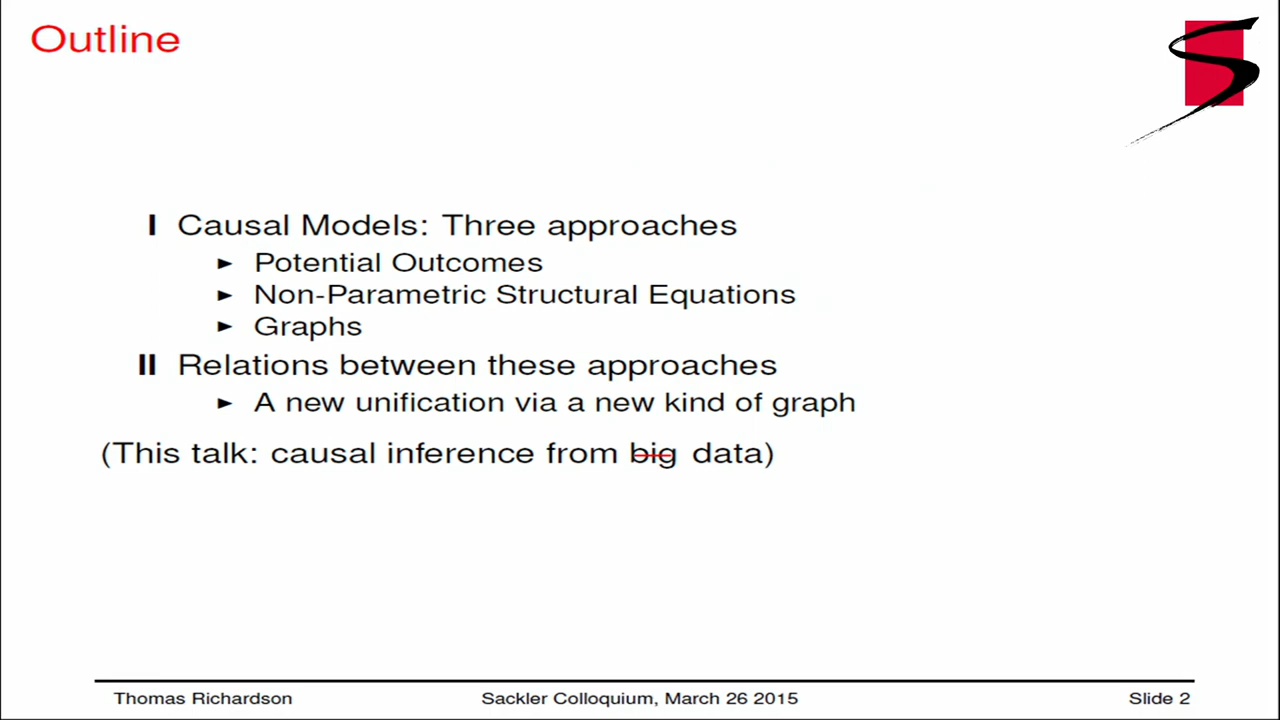 Outline
I Causal Models: Three approaches
► Potential Outcomes
► Non-Parametric Structural Equations
► Graphs
II Relations between these approaches
► A new unification via a new kind of graph
(This talk: causal inference from big data)
Thomas Richardson Sackler Colloquium, March 26 2015 Slide 2